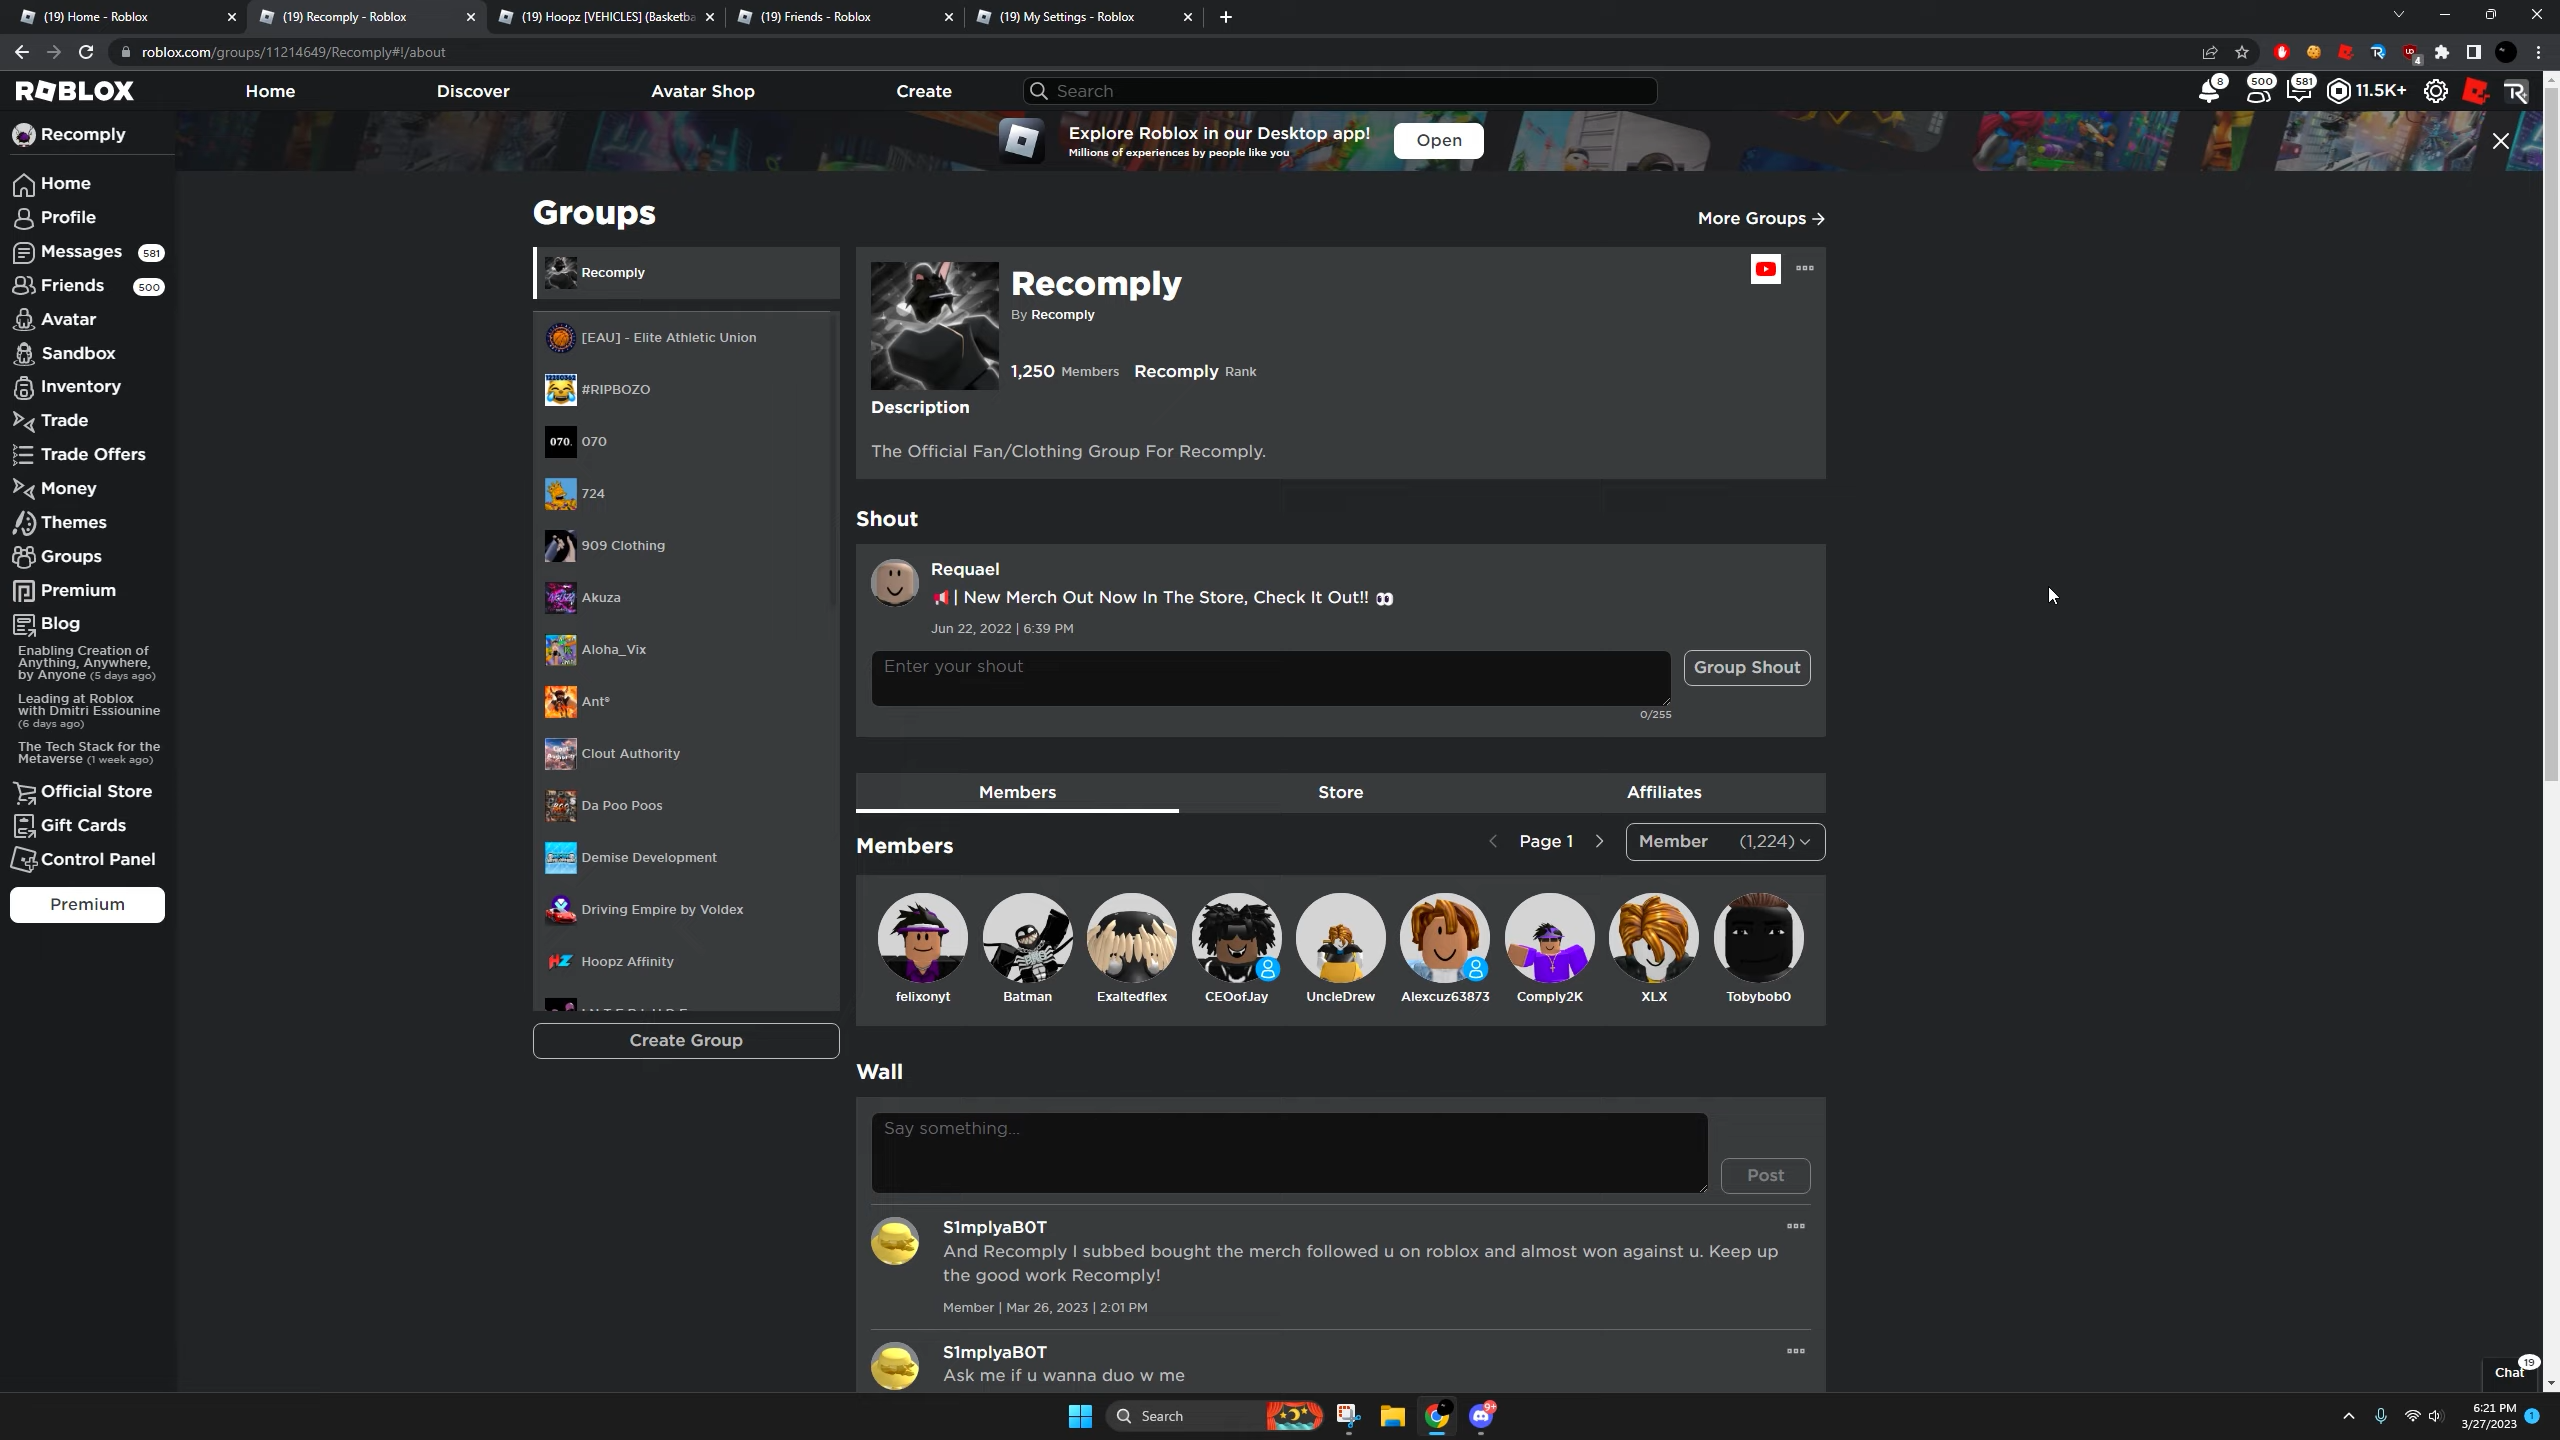 (19) Home - Roblox
(19) Recomply - Roblox
(19) Hoopz [VEHICLES] (Basketba
(19) Friends - Roblox
(19) My Settings - Roblox
roblox.com/groups/11214649/Recomply#!/about
4
ROBLOX
Home
Discover
Avatar Shop
Create
Search
8
500
581
11.5K+
Recomply
Explore Roblox in our Desktop app!
Millions of experiences by people like you
Open
Home
Profile
Messages 581
Friends 500
Avatar
Sandbox
Inventory
Trade
Trade Offers
Money
Themes
Groups
Premium
Blog
Enabling Creation of
Anything, Anywhere,
by Anyone (5 days ago)
Leading at Roblox
with Dmitri Essiounine
(6 days ago)
The Tech Stack for the
Metaverse (1 week ago)
Official Store
Gift Cards
Control Panel
Premium
Groups
More Groups
Recomply
[EAU] - Elite Athletic Union
#RIPBOZO
070.
070
724
909 Clothing
Akuza
Aloha_Vix
Ant®
Clout Authority
Da Poo Poos
Demise Development
Driving Empire by Voldex
HZ
Hoopz Affinity
Create Group
Recomply
By Recomply
1,250 Members Recomply Rank
Description
The Official Fan/Clothing Group For Recomply.
Shout
Requael
📢| New Merch Out Now In The Store, Check It Out!! 👀
Jun 22, 2022 | 6:39 PM
Enter your shout
Group Shout
0/255
Members
Store
Affiliates
Members
Page 1
Member (1,224)
felixonyt
Batman
Exaltedflex
CEOofJay
UncleDrew
Alexcuz63873
Comply2K
XLX
Tobybob0
Wall
Say something...
Post
S1mplyaB0T
And Recomply I subbed bought the merch followed u on roblox and almost won against u. Keep up
the good work Recomply!
Member | Mar 26, 2023 | 2:01 PM
S1mplyaB0T
Ask me if u wanna duo w me
Chat
19
Search
9+
6:21 PM
3/27/2023
1